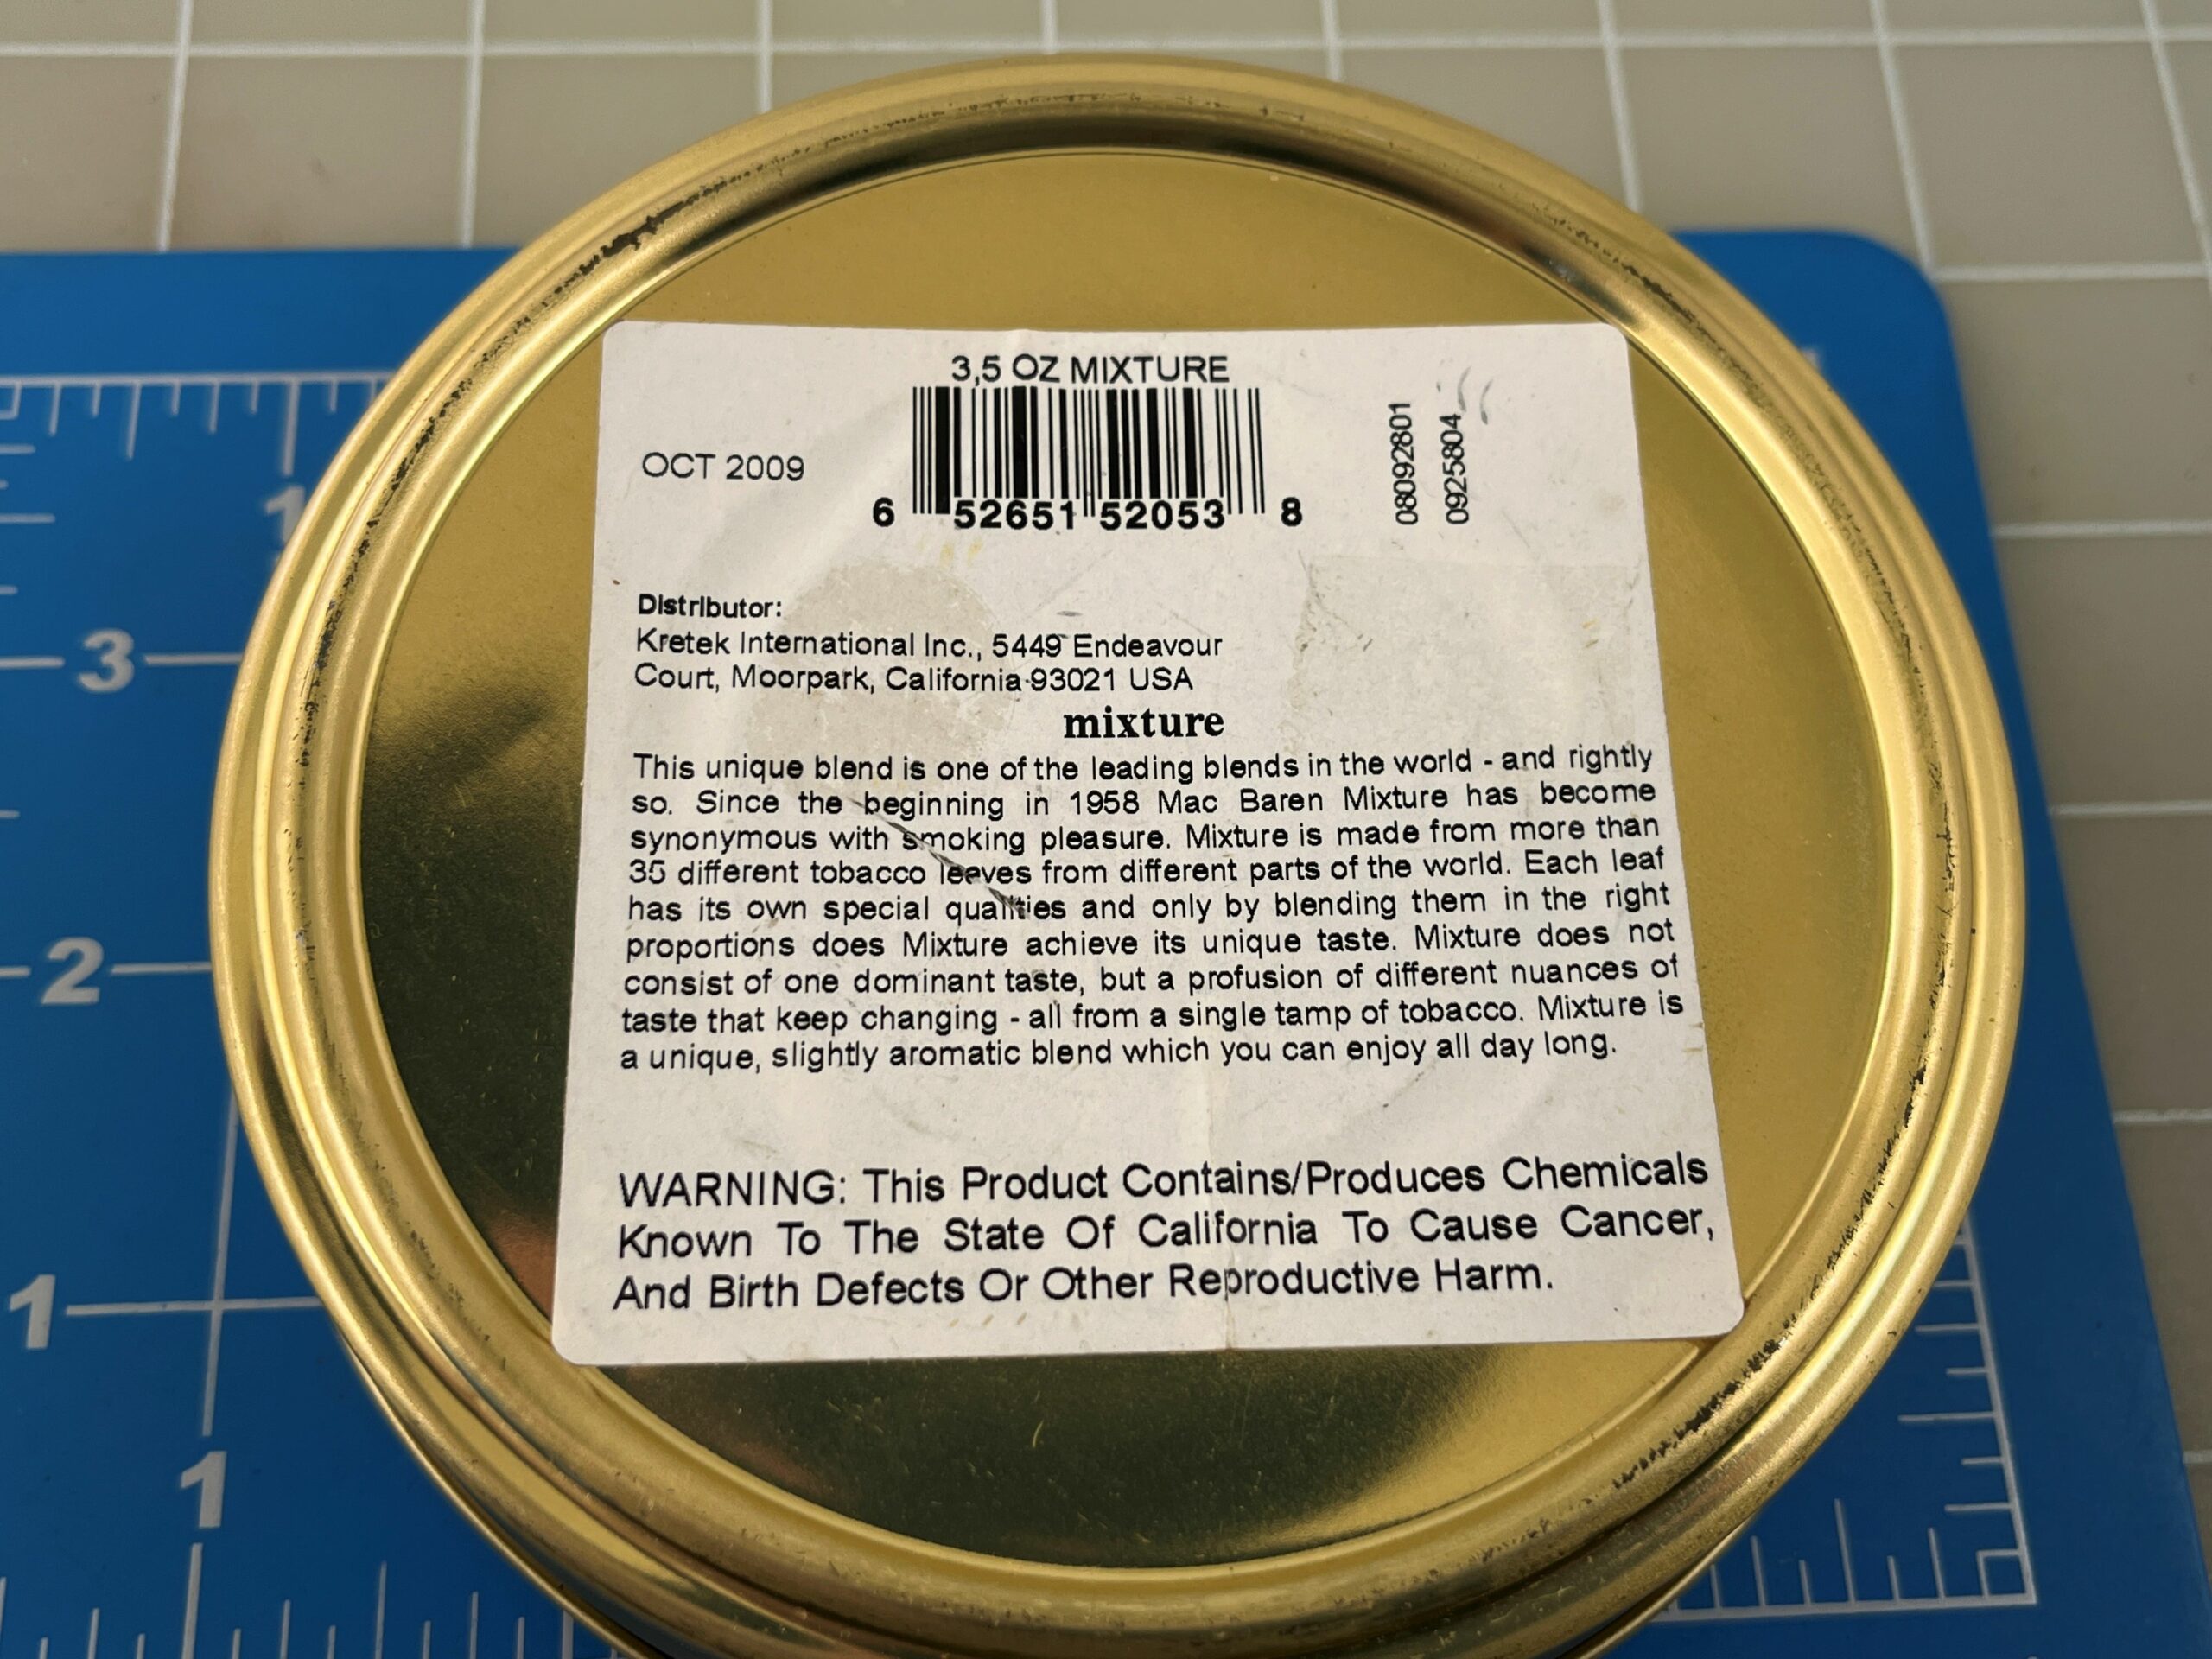 3,5 OZ MIXTURE
OCT 2009
6 52651 52053 8
08092801
0925804
Distributor:
Kretek International Inc., 5449 Endeavour
Court, Moorpark, California 93021 USA
mixture
This unique blend is one of the leading blends in the world - and rightly
so. Since the beginning in 1958 Mac Baren Mixture has become
synonymous with smoking pleasure. Mixture is made from more than
35 different tobacco leaves from different parts of the world. Each leaf
has its own special qualities and only by blending them in the right
proportions does Mixture achieve its unique taste. Mixture does not
consist of one dominant taste, but a profusion of different nuances of
taste that keep changing - all from a single tamp of tobacco. Mixture is
a unique, slightly aromatic blend which you can enjoy all day long.
WARNING: This Product Contains/Produces Chemicals
Known To The State Of California To Cause Cancer,
And Birth Defects Or Other Reproductive Harm.
1
3
2
1
1